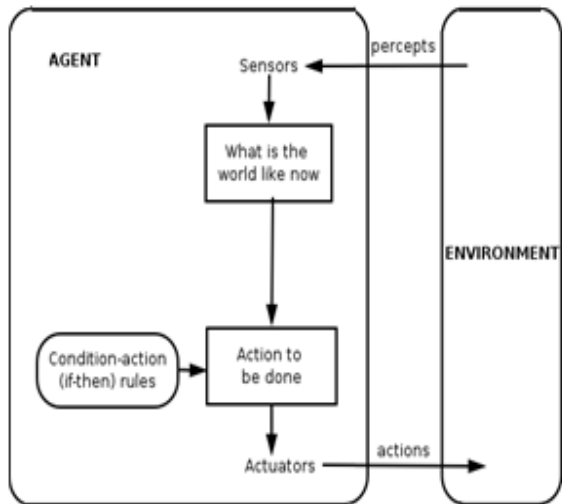 AGENT
Sensors
percepts
What is the
world like now
ENVIRONMENT
Condition-action
(if-then) rules
Action to
be done
Actuators
actions